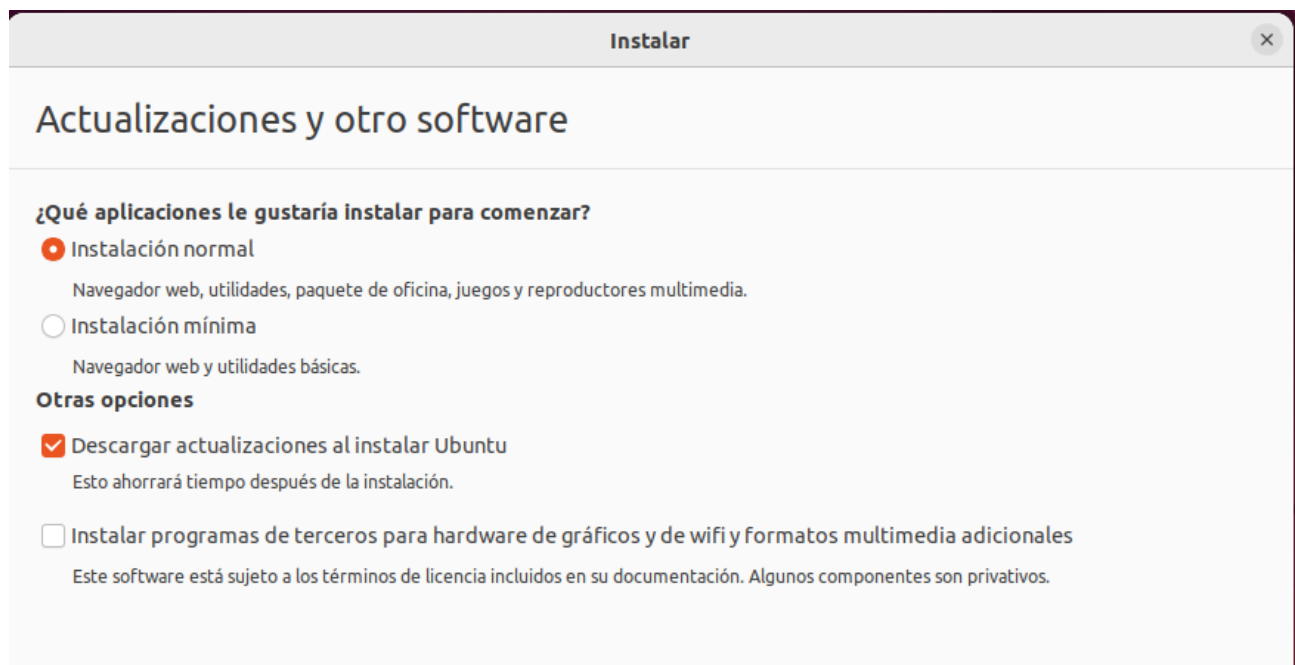 Instalar
Actualizaciones y otro software
¿Qué aplicaciones le gustaría instalar para comenzar?
Instalación normal
Navegador web, utilidades, paquete de oficina, juegos y reproductores multimedia.
Instalación mínima
Navegador web y utilidades básicas.
Otras opciones
Descargar actualizaciones al instalar Ubuntu
Esto ahorrará tiempo después de la instalación.
Instalar programas de terceros para hardware de gráficos y de wifi y formatos multimedia adicionales
Este software está sujeto a los términos de licencia incluidos en su documentación. Algunos componentes son privativos.